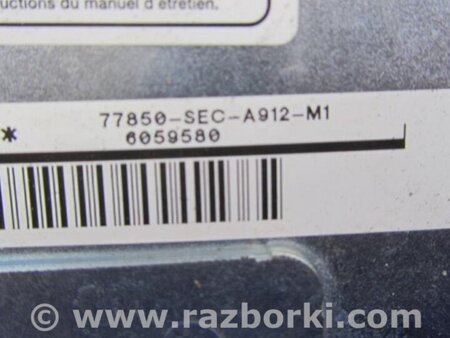 uctions du manuel d'etretien.
77850-SEC-A912-M1
* 6059580
© www.razborki.com